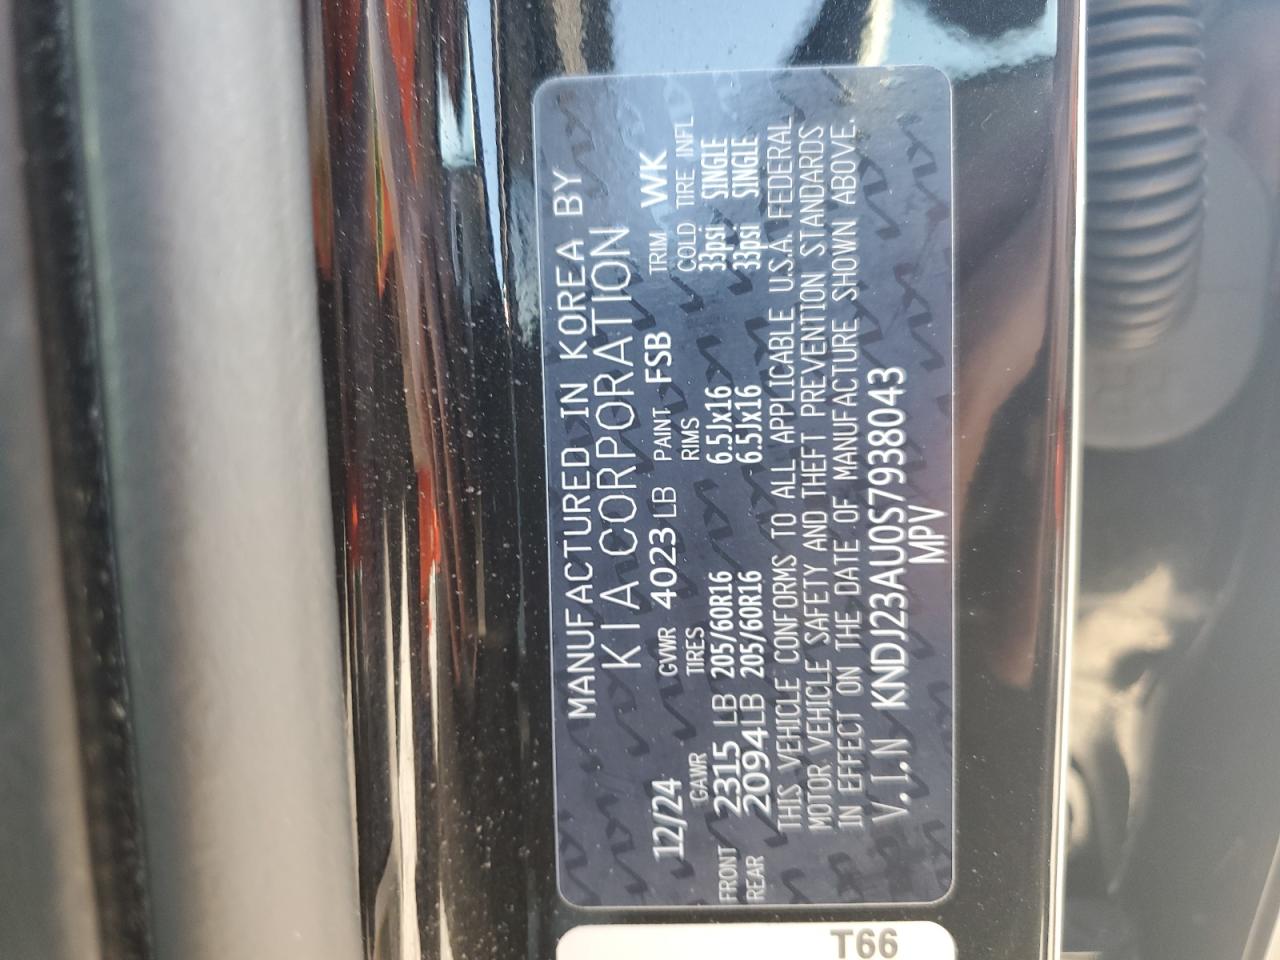 MANUFACTURED IN KOREA BY
KIA CORPORATION
12/24 GVWR 4023 LB PAINT FSB TRIM WK
GAWR TIRES RIMS COLD TIRE INFL
FRONT 2315 LB 205/60R16 6.5Jx16 33psi SINGLE
REAR 2094LB 205/60R16 6.5Jx16 33psi SINGLE
THIS VEHICLE CONFORMS TO ALL APPLICABLE U.S.A. FEDERAL
MOTOR VEHICLE SAFETY AND THEFT PREVENTION STANDARDS
IN EFFECT ON THE DATE OF MANUFACTURE SHOWN ABOVE.
V.I.N KNDJ23AU0S7938043
MPV
T66